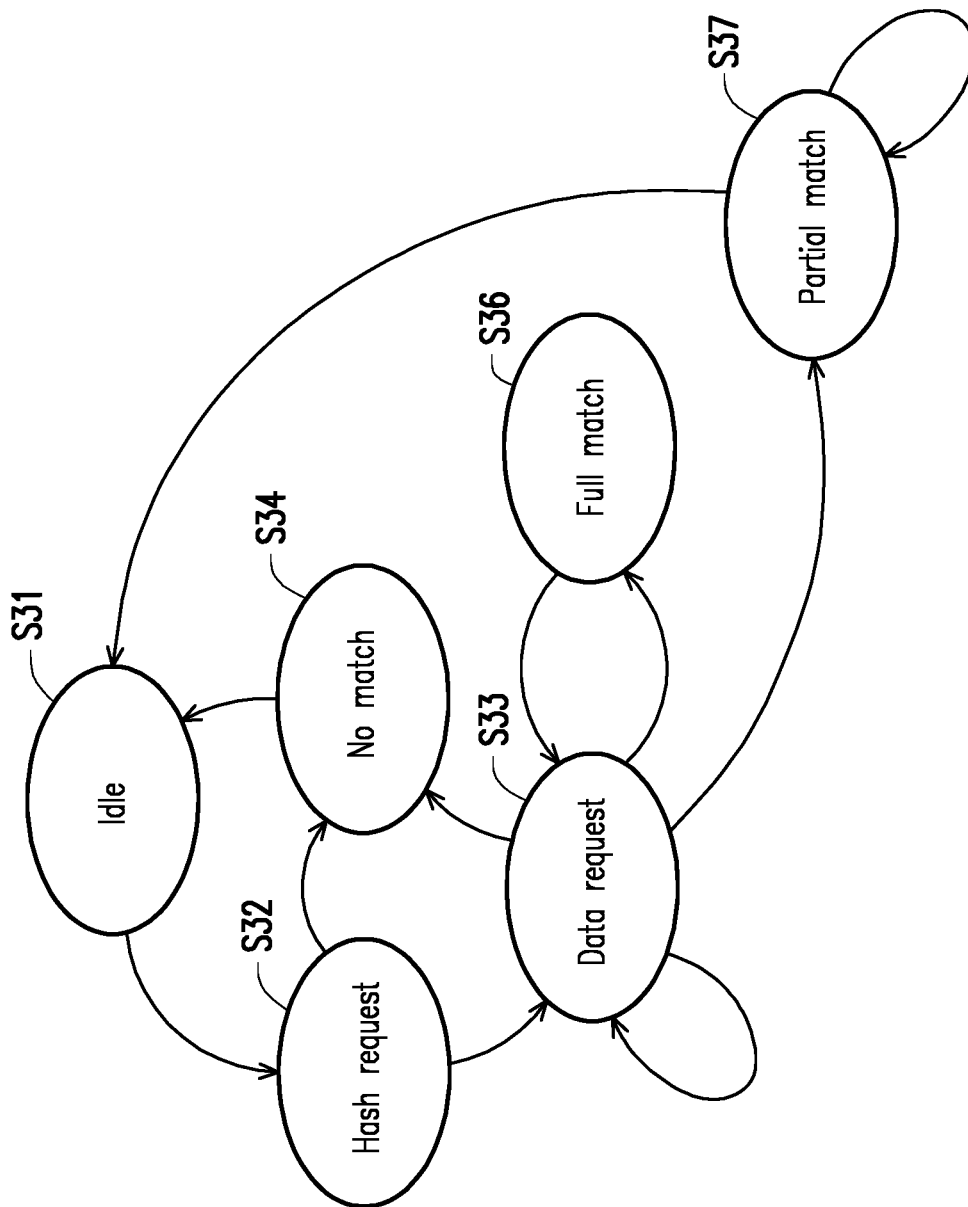 S31
Idle
S32
Hash request
S34
No match
S33
Data request
S36
Full match
S37
Partial match